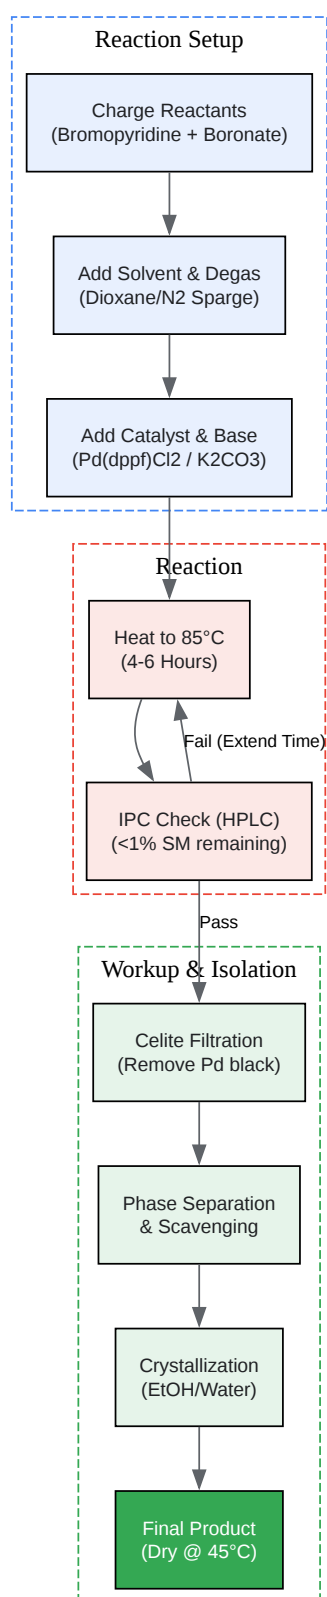 Reaction Setup
Charge Reactants
(Bromopyridine + Boronate)
Add Solvent & Degas
(Dioxane/N2 Sparge)
Add Catalyst & Base
(Pd(dppf)Cl2 / K2CO3)
Reaction
Heat to 85°C
(4-6 Hours)
Fail (Extend Time)
IPC Check (HPLC)
(<1% SM remaining)
Pass
Workup & Isolation
Celite Filtration
(Remove Pd black)
Phase Separation
& Scavenging
Crystallization
(EtOH/Water)
Final Product
(Dry @ 45°C)